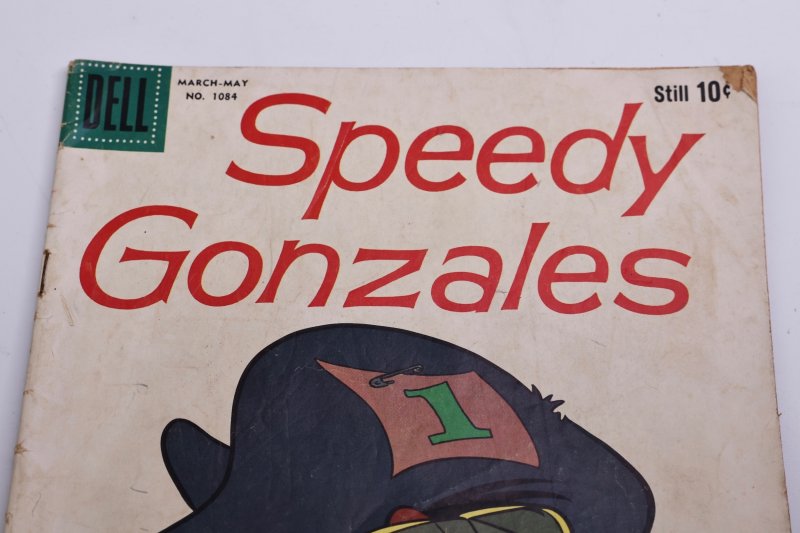 DELL
MARCH-MAY
NO. 1084
Still 10¢
Speedy
Gonzales
1